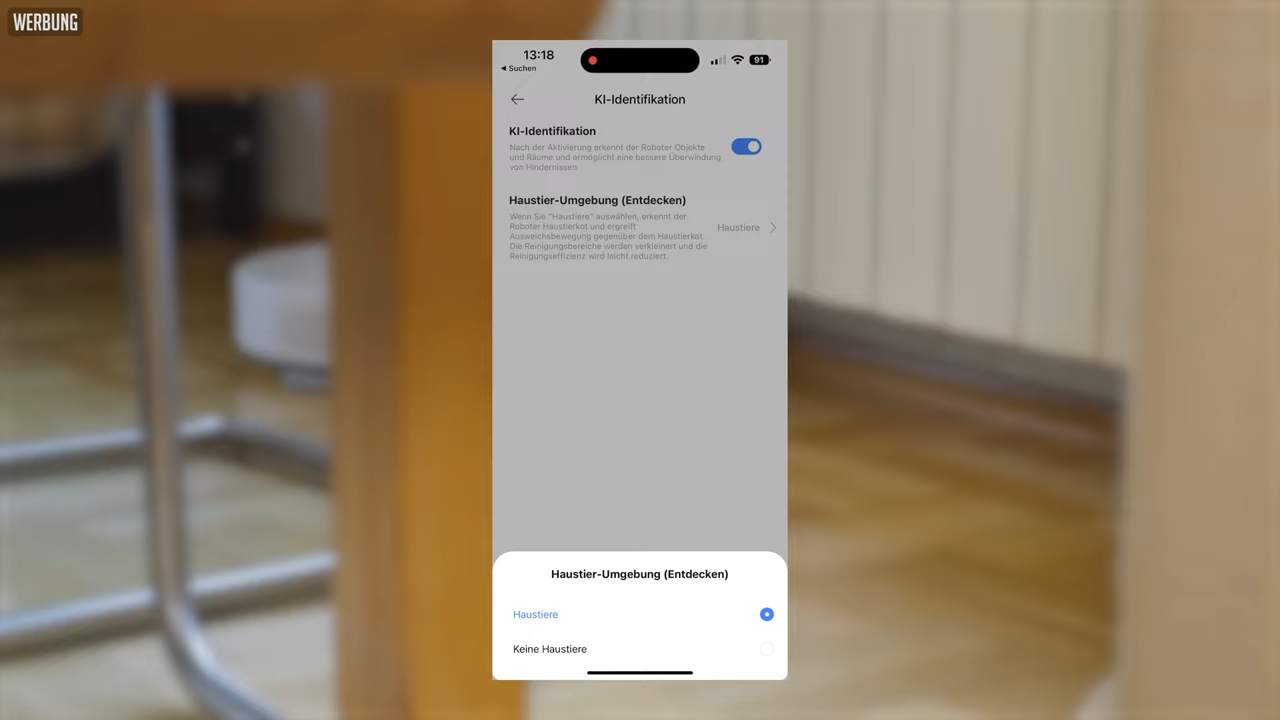 WERBUNG
13:18
91
◀ Suchen
KI-Identifikation
KI-Identifikation
Nach der Aktivierung erkennt der Roboter Objekte
und Räume und ermöglicht eine bessere Überwindung
von Hindernissen
Haustier-Umgebung (Entdecken)
Wenn Sie "Haustiere" auswählen, erkennt der
Roboter Haustierkot und ergreift
Ausweichsbewegung gegenüber dem Haustierkot.
Die Reinigungsbereiche werden verkleinert und die
Reinigungseffizienz wird leicht reduziert.
Haustiere
Haustier-Umgebung (Entdecken)
Haustiere
Keine Haustiere